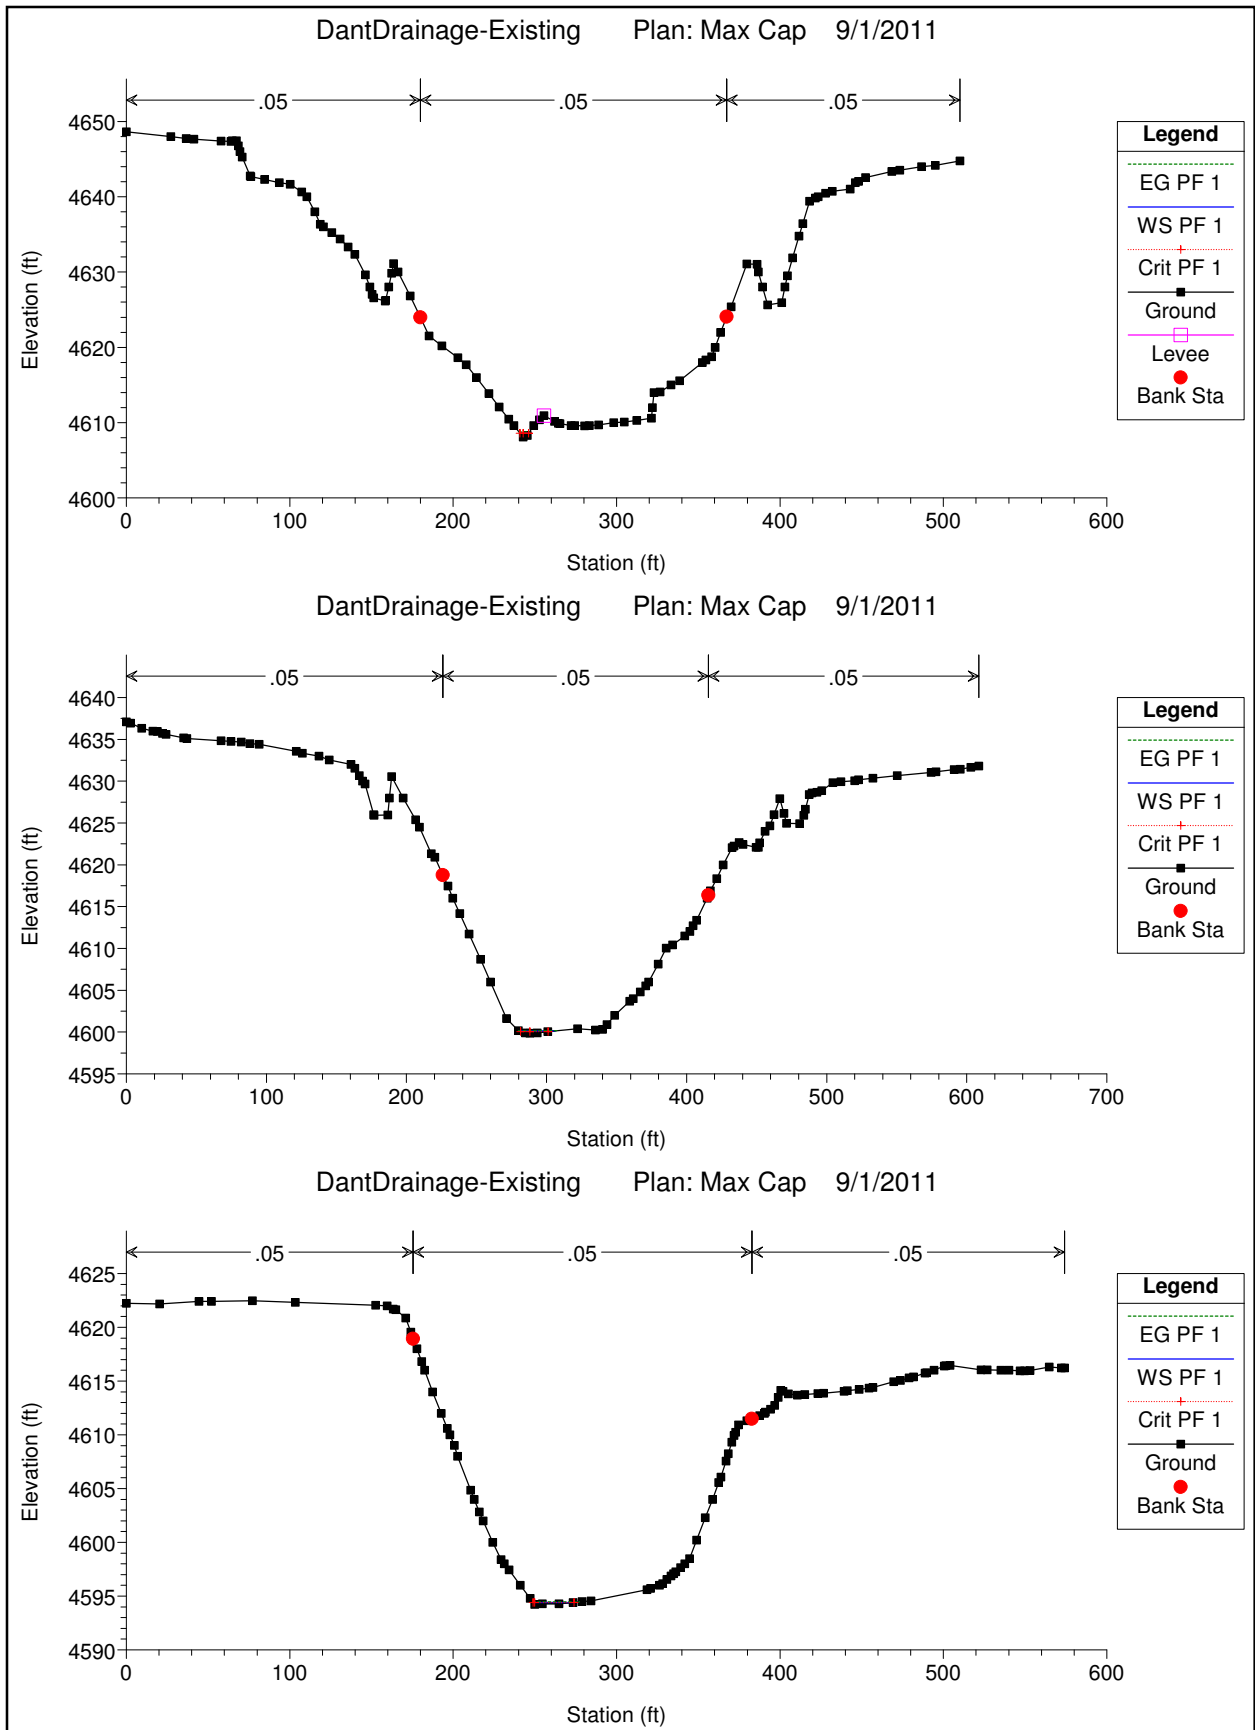 DantDrainage-Existing Plan: Max Cap 9/1/2011
.05 .05 .05
Legend
EG PF 1
WS PF 1
Crit PF 1
Ground
Levee
Bank Sta
Elevation (ft)
4650
4640
4630
4620
4610
4600
0 100 200 300 400 500 600
Station (ft)
DantDrainage-Existing Plan: Max Cap 9/1/2011
.05 .05 .05
Legend
EG PF 1
WS PF 1
Crit PF 1
Ground
Bank Sta
Elevation (ft)
4640
4635
4630
4625
4620
4615
4610
4605
4600
4595
0 100 200 300 400 500 600 700
Station (ft)
DantDrainage-Existing Plan: Max Cap 9/1/2011
.05 .05 .05
Legend
EG PF 1
WS PF 1
Crit PF 1
Ground
Bank Sta
Elevation (ft)
4625
4620
4615
4610
4605
4600
4595
4590
0 100 200 300 400 500 600
Station (ft)